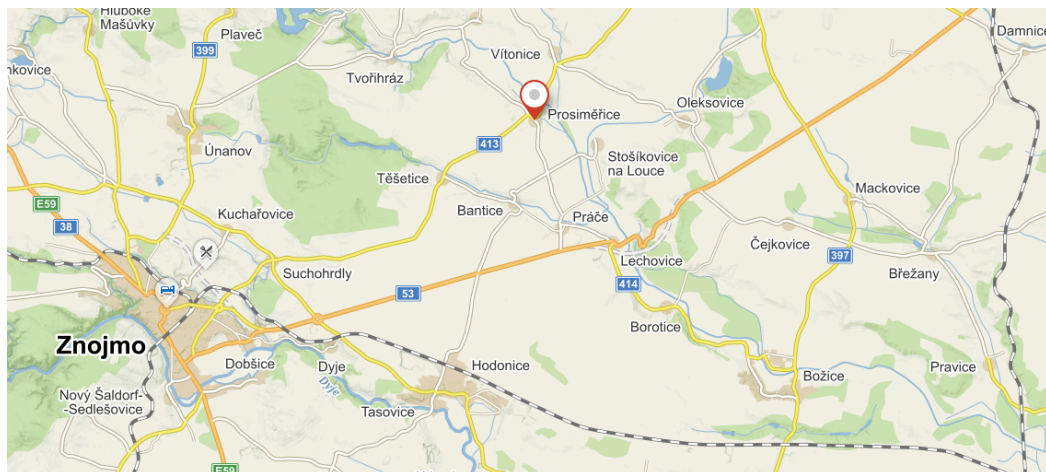 Hluboké
Mašůvky
Plaveč
399
Vítonice
Damnice
Tvořihráz
Prosiměřice
Oleksovice
Únanov
413
Stošíkovice
na Louce
Těšetice
Mackovice
E59
Kuchařovice
Bantice
Práče
38
Čejkovice
397
Břežany
Suchohrdly
Lechovice
53
414
Borotice
Znojmo
Dobšice
Dyje
Dyje
Hodonice
Božice
Pravice
Nový Šaldorf-
-Sedlešovice
Tasovice
E59